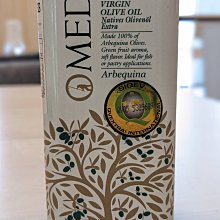 OMED
VIRGIN
OLIVE OIL
Natives Olivenöl
Extra
Made 100% of
Arbequina Olives.
Green fruit aroma,
soft flavor. Ideal for fish
or pastry applications.
Arbequina